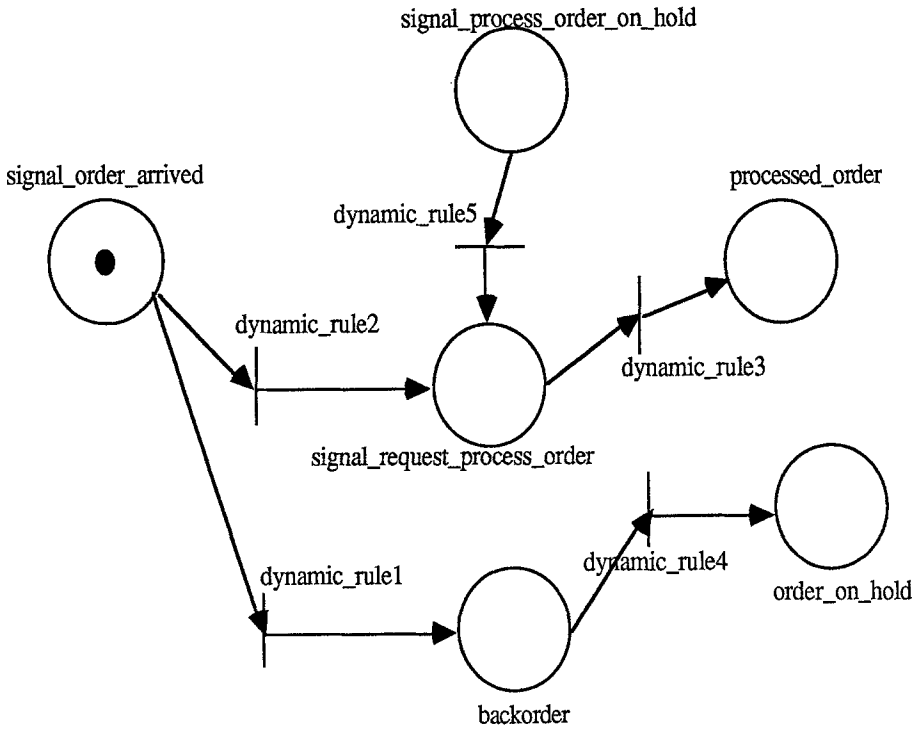 signal_process_order_on_hold
signal_order_arrived
processed_order
dynamic_rule5
dynamic_rule2
dynamic_rule3
signal_request_process_order
dynamic_rule4
dynamic_rule1
order_on_hold
backorder